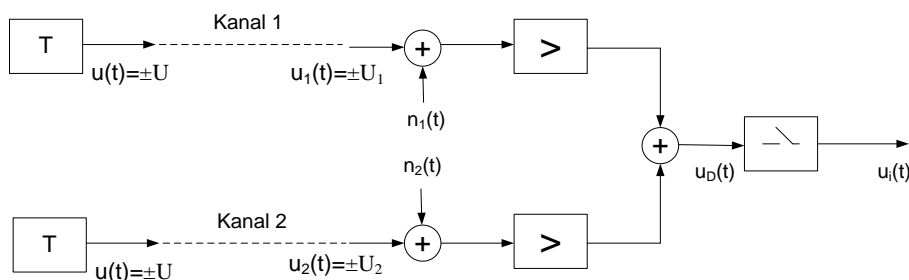 Kanal 1
T
>
u(t)=±U
u₁(t)=±U₁
+
n₁(t)
n₂(t)
+
u_D(t)
u_i(t)
Kanal 2
T
+
>
u(t)=±U
u₂(t)=±U₂